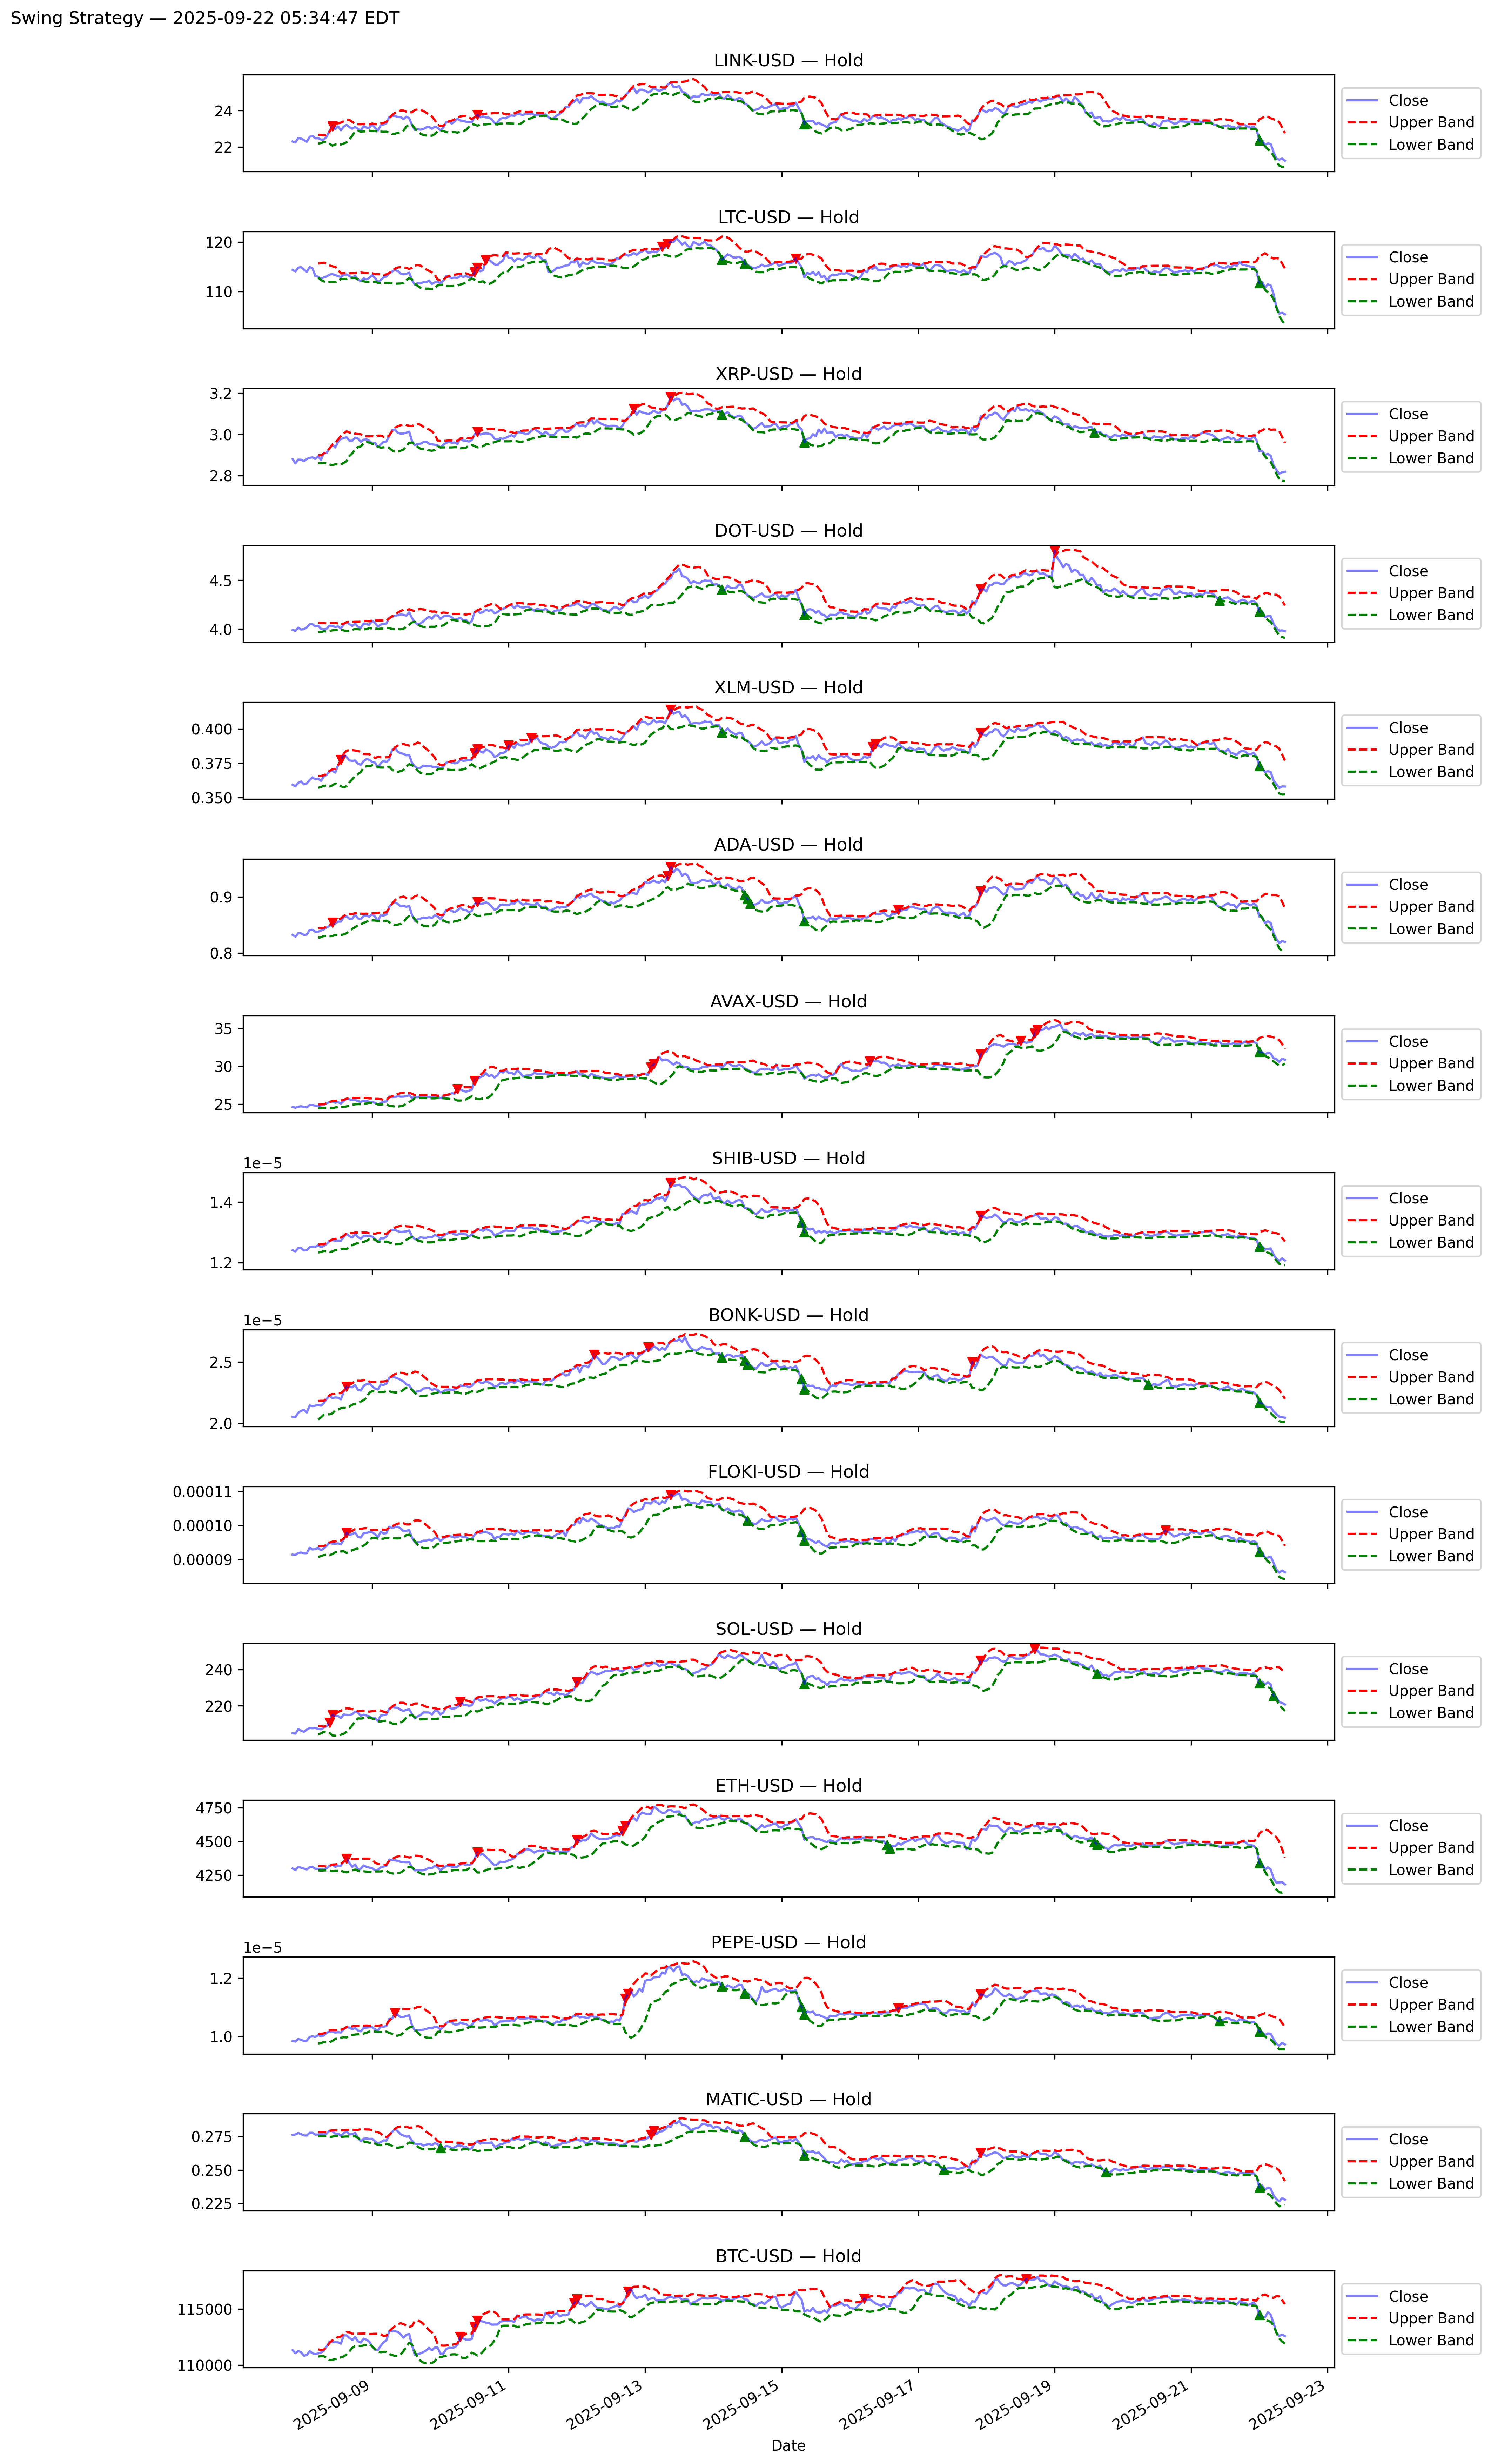 Swing Strategy — 2025-09-22 05:34:47 EDT
LINK-USD — Hold
24
22
Close
Upper Band
Lower Band
LTC-USD — Hold
120
110
Close
Upper Band
Lower Band
XRP-USD — Hold
3.2
3.0
2.8
Close
Upper Band
Lower Band
DOT-USD — Hold
4.5
4.0
Close
Upper Band
Lower Band
XLM-USD — Hold
0.400
0.375
0.350
Close
Upper Band
Lower Band
ADA-USD — Hold
0.9
0.8
Close
Upper Band
Lower Band
AVAX-USD — Hold
35
30
25
Close
Upper Band
Lower Band
SHIB-USD — Hold
1e−5
1.4
1.2
Close
Upper Band
Lower Band
BONK-USD — Hold
1e−5
2.5
2.0
Close
Upper Band
Lower Band
FLOKI-USD — Hold
0.00011
0.00010
0.00009
Close
Upper Band
Lower Band
SOL-USD — Hold
240
220
Close
Upper Band
Lower Band
ETH-USD — Hold
4750
4500
4250
Close
Upper Band
Lower Band
PEPE-USD — Hold
1e−5
1.2
1.0
Close
Upper Band
Lower Band
MATIC-USD — Hold
0.275
0.250
0.225
Close
Upper Band
Lower Band
BTC-USD — Hold
115000
110000
Close
Upper Band
Lower Band
2025-09-09
2025-09-11
2025-09-13
2025-09-15
2025-09-17
2025-09-19
2025-09-21
2025-09-23
Date